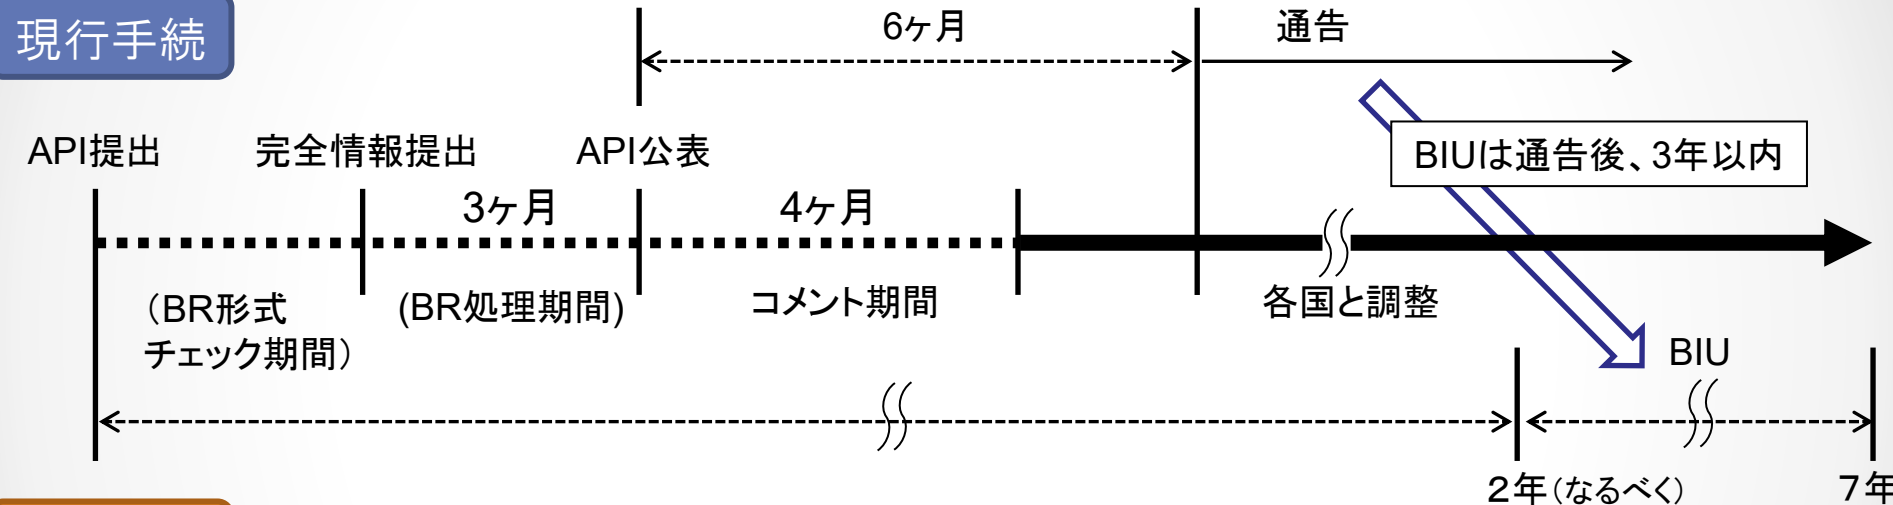 現行手続
6ヶ月
通告
API提出
完全情報提出
API公表
BIUは通告後、3年以内
3ヶ月
4ヶ月
（BR形式
チェック期間）
(BR処理期間)
コメント期間
各国と調整
BIU
２年（なるべく）
７年